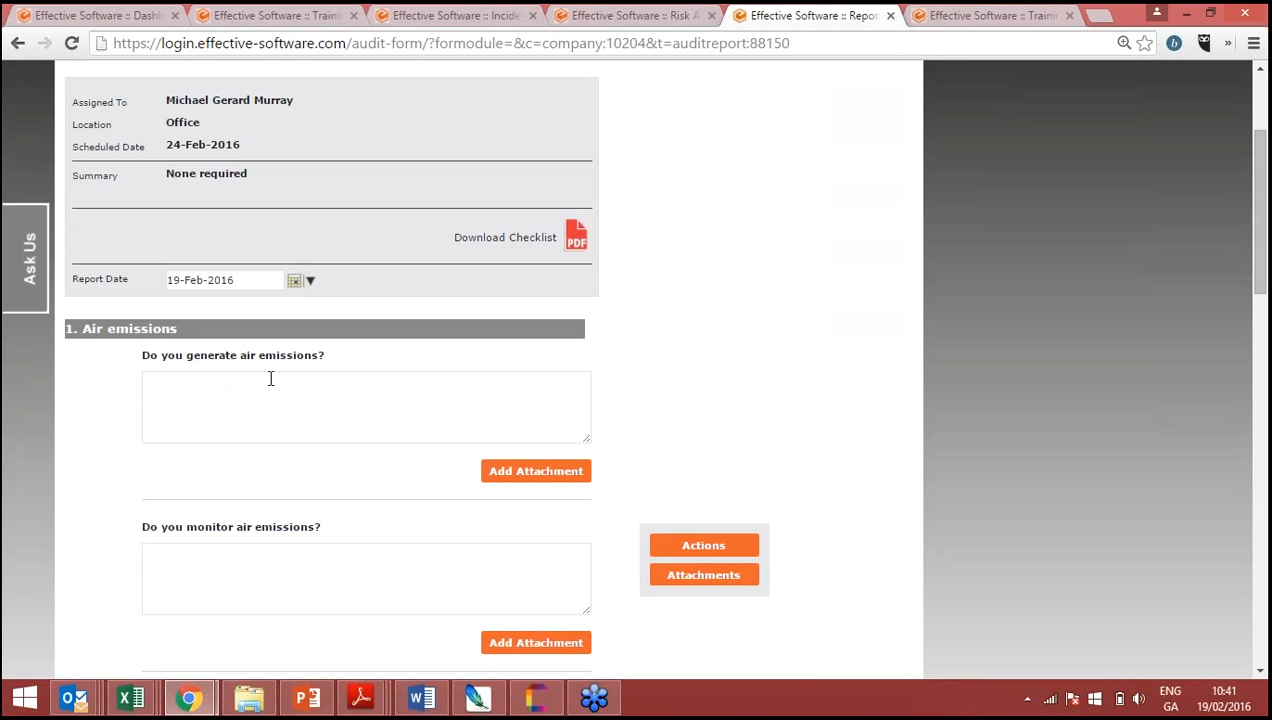 Effective Software :: Dashb
Effective Software :: Trainin
Effective Software :: Incide
Effective Software :: Risk A
Effective Software :: Repor
Effective Software :: Trainin
https://login.effective-software.com/audit-form/?formodule=&c=company:10204&t=auditreport:88150
Ask Us
Assigned To Michael Gerard Murray
Location Office
Scheduled Date 24-Feb-2016
Summary None required
Download Checklist PDF
Report Date 19-Feb-2016
1. Air emissions
Do you generate air emissions?
Add Attachment
Do you monitor air emissions?
Actions
Attachments
Add Attachment
ENG 10:41
GA 19/02/2016